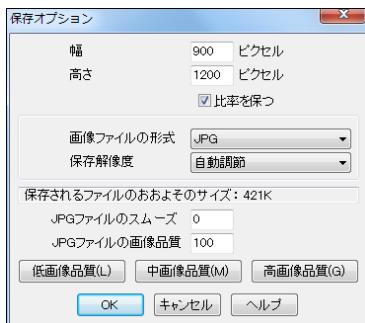 保存オプション
幅 900 ピクセル
高さ 1200 ピクセル
比率を保つ
画像ファイルの形式 JPG
保存解像度 自動調節
保存されるファイルのおおよそのサイズ：421K
JPGファイルのスムーズ 0
JPGファイルの画像品質 100
低画像品質(L) 中画像品質(M) 高画像品質(G)
OK キャンセル ヘルプ